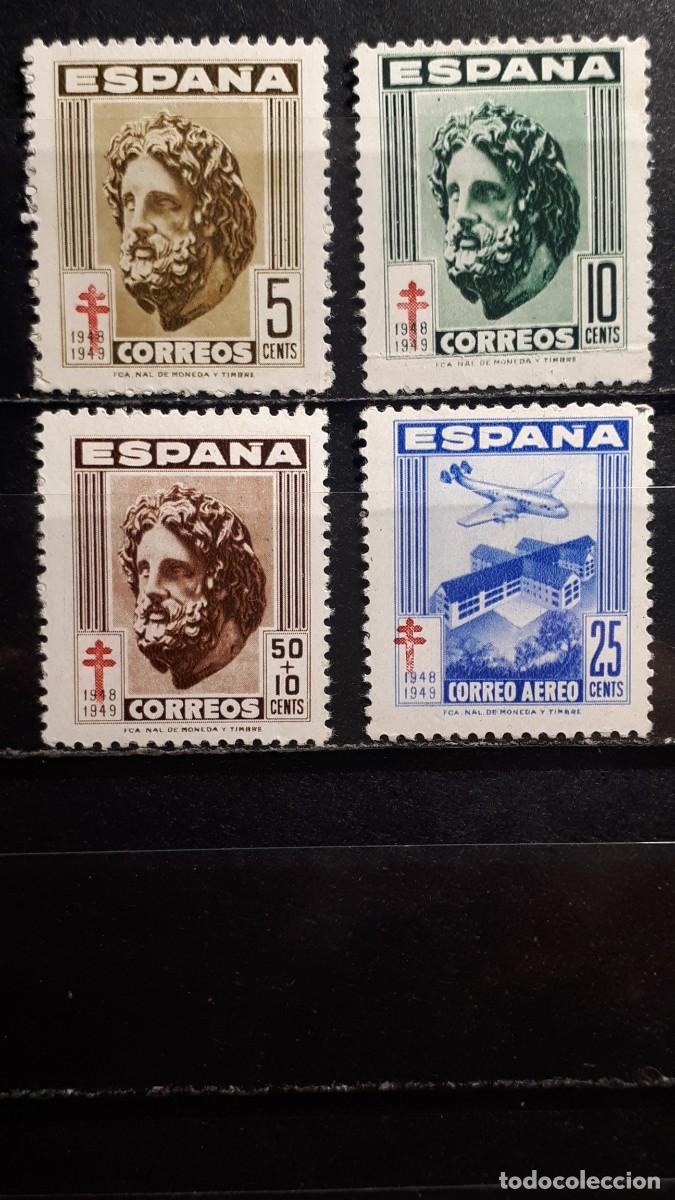 ESPAÑA
5
CENTS
1948
1949
CORREOS
FCA. NAL. DE MONEDA Y TIMBRE
ESPAÑA
10
CENTS
1948
1949
CORREOS
FCA. NAL. DE MONEDA Y TIMBRE
ESPAÑA
50
+
10
CENTS
1948
1949
CORREOS
FCA. NAL. DE MONEDA Y TIMBRE
ESPAÑA
25
CENTS
1948
1949
CORREO AEREO
FCA. NAL. DE MONEDA Y TIMBRE
todocoleccion